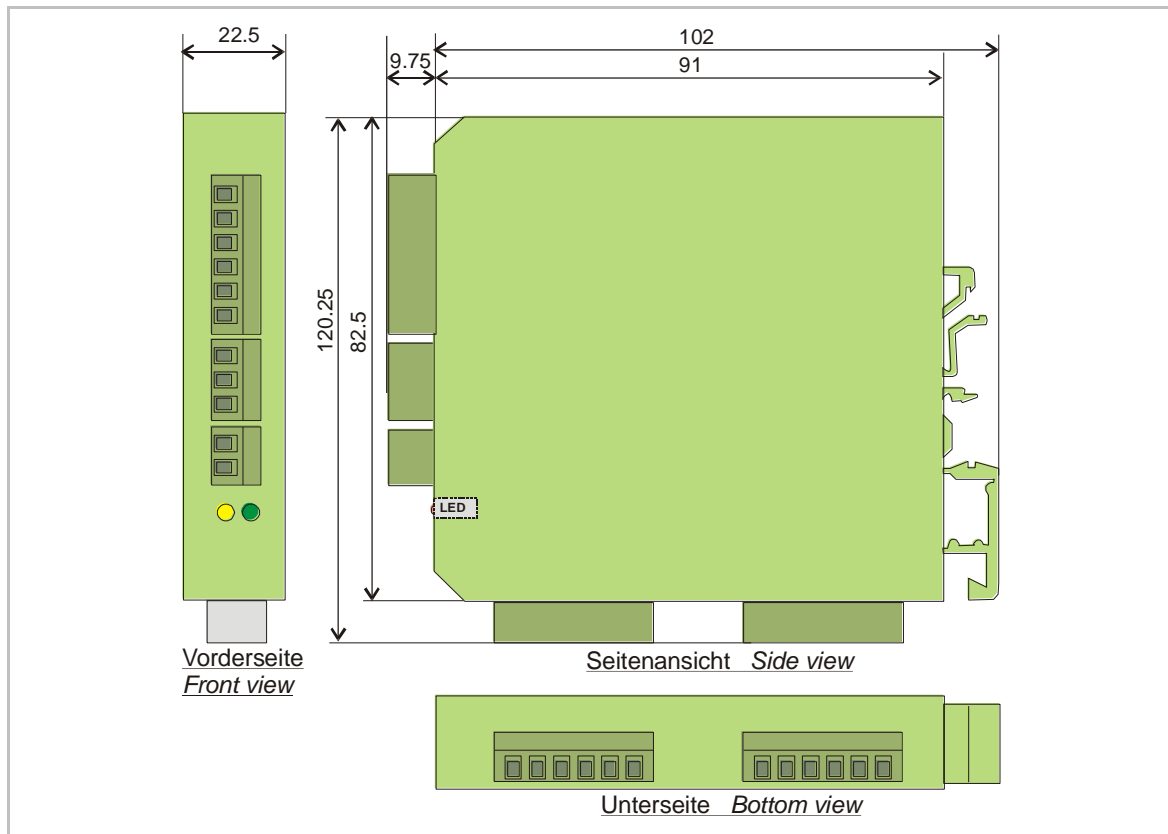 22.5
102
9.75
91
120.25
82.5
LED
Vorderseite
Front view
Seitenansicht Side view
Unterseite Bottom view